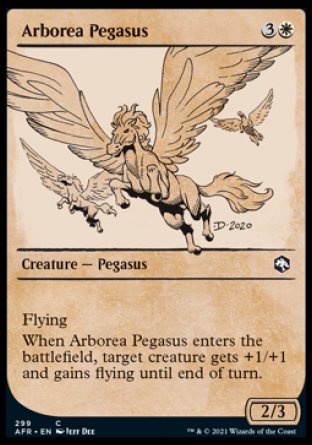 Arborea Pegasus 3
D-2020
Creature — Pegasus
Flying
When Arborea Pegasus enters the
battlefield, target creature gets +1/+1
and gains flying until end of turn.
2/3
299 C
AFR • EN Jeff Dee
™ & © 2021 Wizards of the Coast